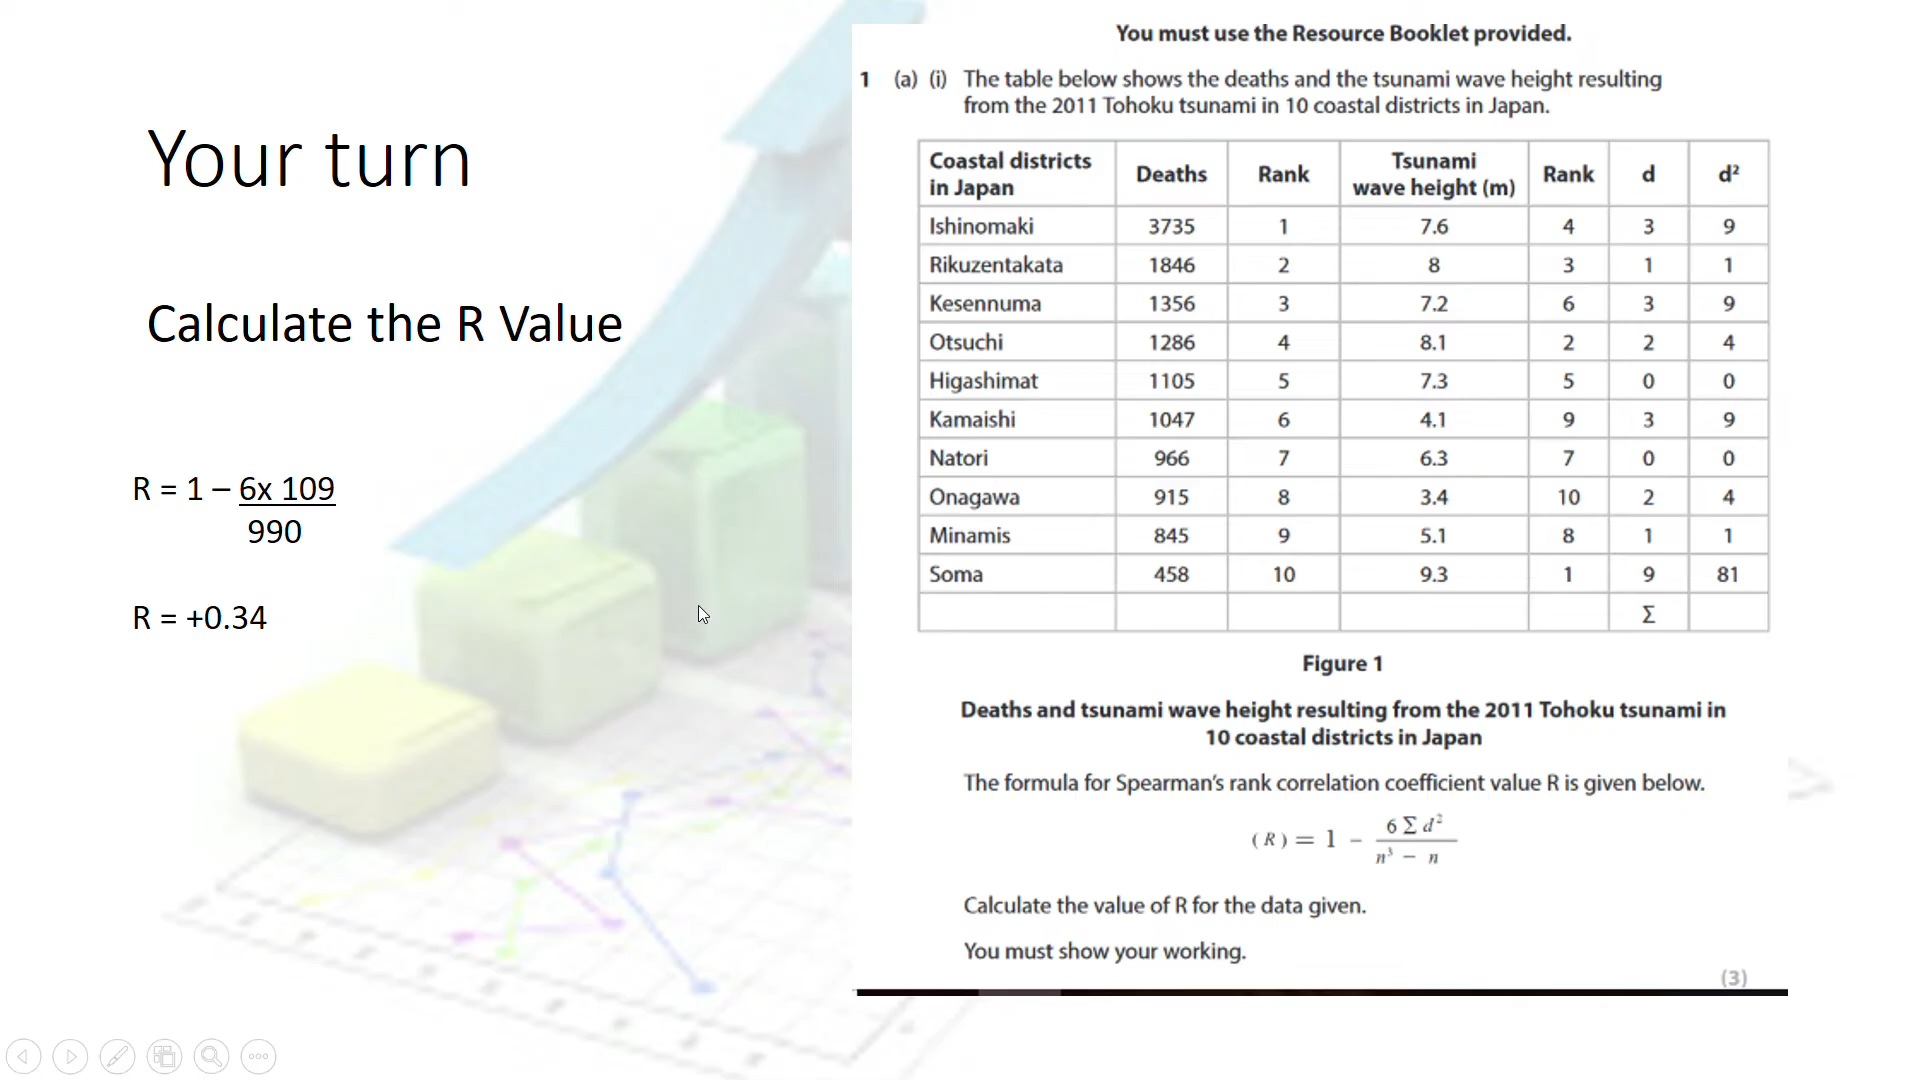 Your turn
Calculate the R Value
R = 1 – 6x 109
990
R = +0.34
You must use the Resource Booklet provided.
1 (a) (i) The table below shows the deaths and the tsunami wave height resulting
from the 2011 Tohoku tsunami in 10 coastal districts in Japan.
Coastal districts in Japan Deaths Rank Tsunami wave height (m) Rank d d²
Ishinomaki 3735 1 7.6 4 3 9
Rikuzentakata 1846 2 8 3 1 1
Kesennuma 1356 3 7.2 6 3 9
Otsuchi 1286 4 8.1 2 2 4
Higashimat 1105 5 7.3 5 0 0
Kamaishi 1047 6 4.1 9 3 9
Natori 966 7 6.3 7 0 0
Onagawa 915 8 3.4 10 2 4
Minamis 845 9 5.1 8 1 1
Soma 458 10 9.3 1 9 81
Σ
Figure 1
Deaths and tsunami wave height resulting from the 2011 Tohoku tsunami in
10 coastal districts in Japan
The formula for Spearman's rank correlation coefficient value R is given below.
(R) = 1 – 6 Σ d²
n³ – n
Calculate the value of R for the data given.
You must show your working.
(3)